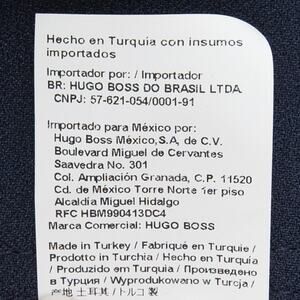 Hecho en Turquia con insumos
importados
Importador por: / Importador
BR: HUGO BOSS DO BRASIL LTDA.
CNPJ: 57-621-054/0001-91
Importado para México por:
Hugo Boss México,S,A, de C.V.
Boulevard Miguel de Cervantes
Saavedra No. 301
Col. Ampliación Granada, C.P. 11520
Cd. de México Torre Norte 1er piso
Alcaldía Miguel Hidalgo
RFC HBM990413DC4
Marca Comercial: HUGO BOSS
Made in Turkey / Fabriqué en Turquie /
Prodotto in Turchia / Hecho en Turquía
/ Produzido em Turquia / Произведено
в Турция / Wyprodukowano w Turcja /
产地 土耳其 / トルコ 製